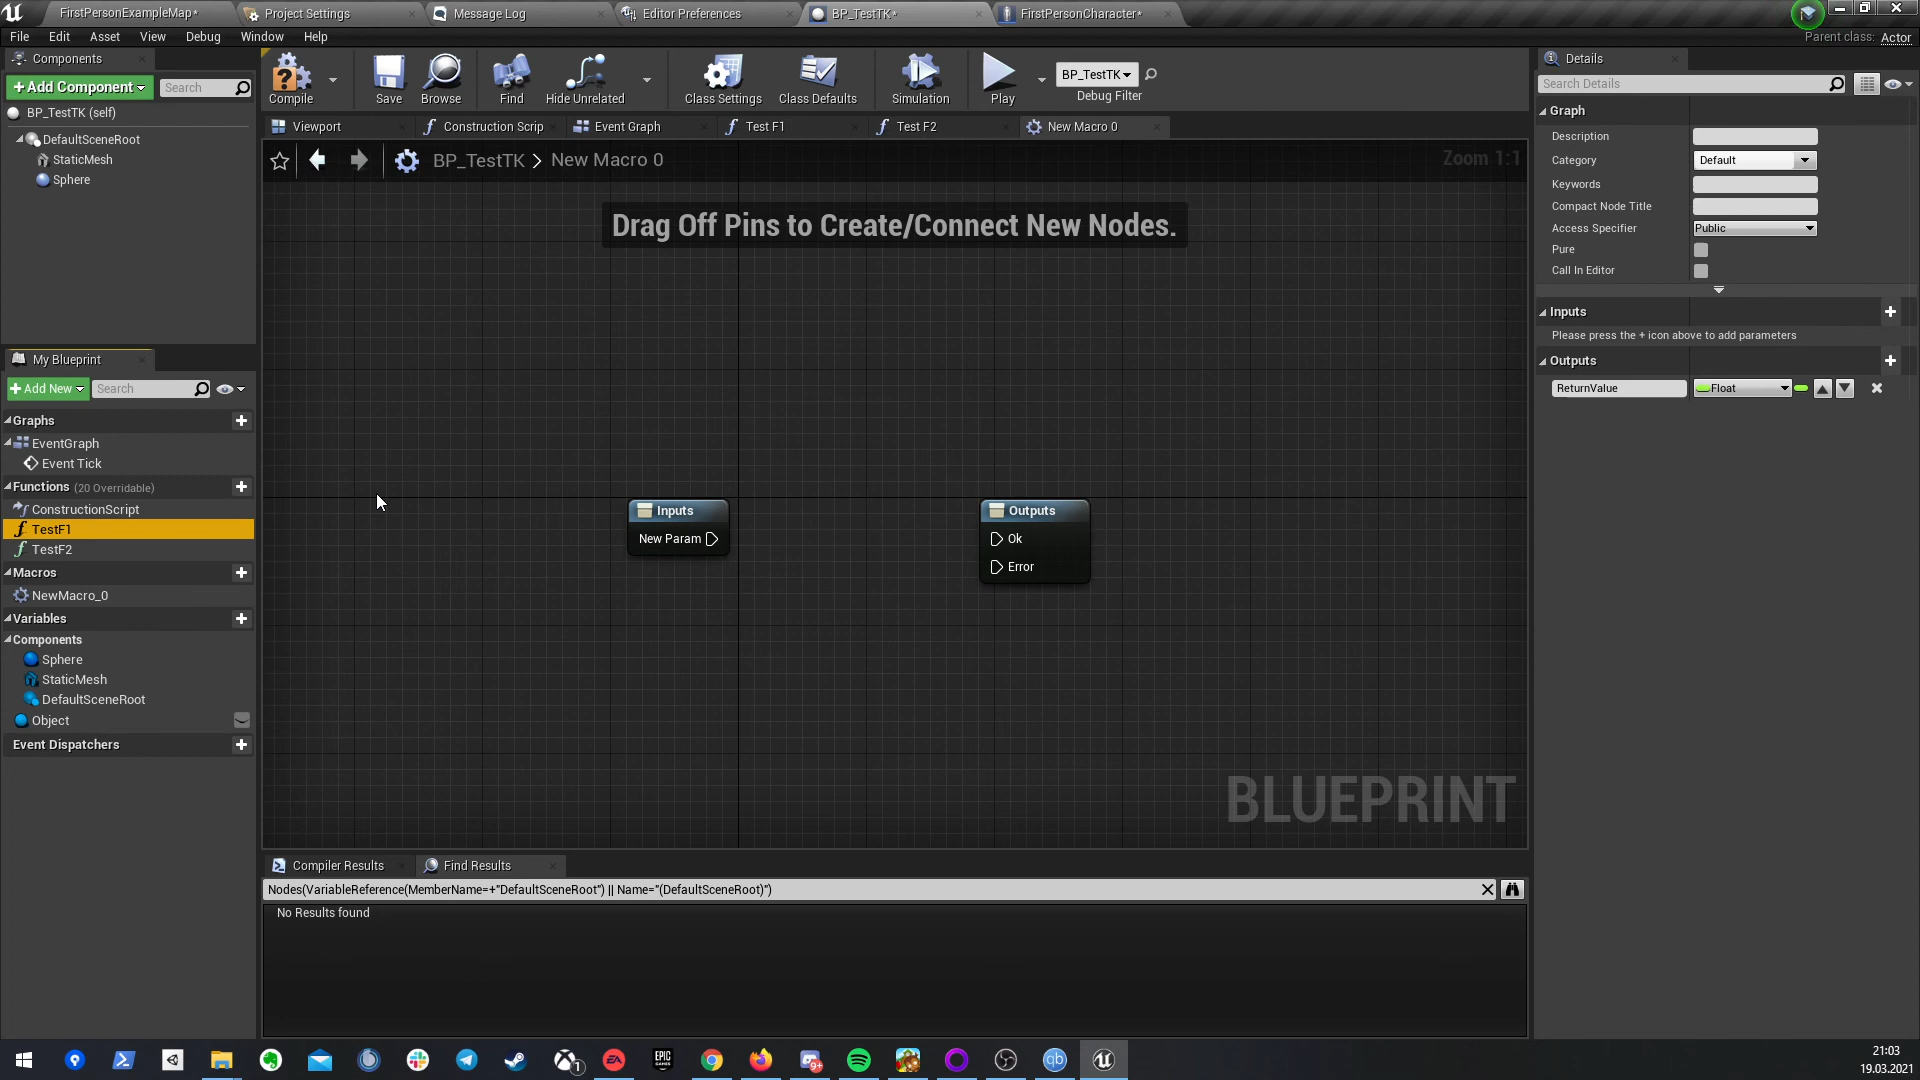 FirstPersonExampleMap*
Project Settings
Message Log
Editor Preferences
BP_TestTK*
FirstPersonCharacter*
File
Edit
Asset
View
Debug
Window
Help
Parent class:
Actor
Components
+Add Component
Search
BP_TestTK (self)
DefaultSceneRoot
StaticMesh
Sphere
Compile
Save
Browse
Find
Hide Unrelated
Class Settings
Class Defaults
Simulation
Play
BP_TestTK
Debug Filter
Viewport
Construction Scrip
Event Graph
Test F1
Test F2
New Macro 0
BP_TestTK > New Macro 0
Zoom 1:1
Drag Off Pins to Create/Connect New Nodes.
Inputs
New Param
Outputs
Ok
Error
BLUEPRINT
My Blueprint
+Add New
Search
Graphs
EventGraph
Event Tick
Functions (20 Overridable)
ConstructionScript
TestF1
TestF2
Macros
NewMacro_0
Variables
Components
Sphere
StaticMesh
DefaultSceneRoot
Object
Event Dispatchers
Compiler Results
Find Results
Nodes(VariableReference(MemberName=+"DefaultSceneRoot") || Name="(DefaultSceneRoot)")
No Results found
Details
Search Details
Graph
Description
Category
Default
Keywords
Compact Node Title
Access Specifier
Public
Pure
Call In Editor
Inputs
Please press the + icon above to add parameters
Outputs
ReturnValue
Float
1
EA
EPIC GAMES
9+
qb
21:03
19.03.2021